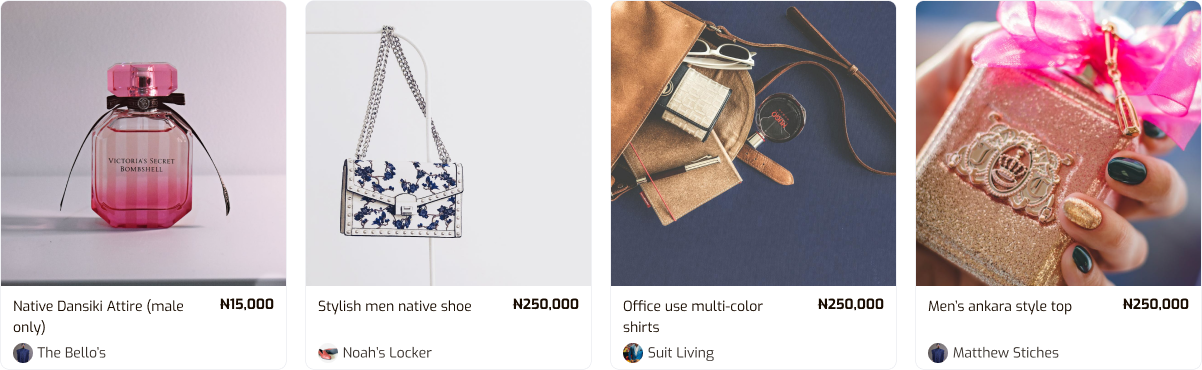 VICTORIA'S SECRET
BOMBSHELL
Native Dansiki Attire (male
only)
₦15,000
The Bello's
Stylish men native shoe
₦250,000
Noah's Locker
Office use multi-color
shirts
₦250,000
Suit Living
Men's ankara style top
₦250,000
Matthew Stiches